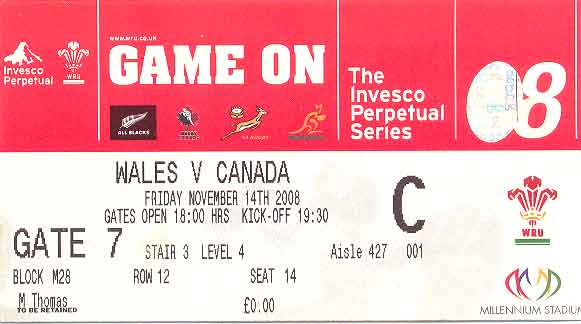 www.wru.co.uk
Invesco
Perpetual
WRU
GAME ON
ALL BLACKS
The
Invesco
Perpetual
Series
08
WALES V CANADA
FRIDAY NOVEMBER 14TH 2008
GATES OPEN 18:00 HRS KICK-OFF 19:30
C
GATE 7 STAIR 3 LEVEL 4 Aisle 427 001
BLOCK M28 ROW 12 SEAT 14
M Thomas £0.00
TO BE RETAINED
WRU
MILLENNIUM STADIUM